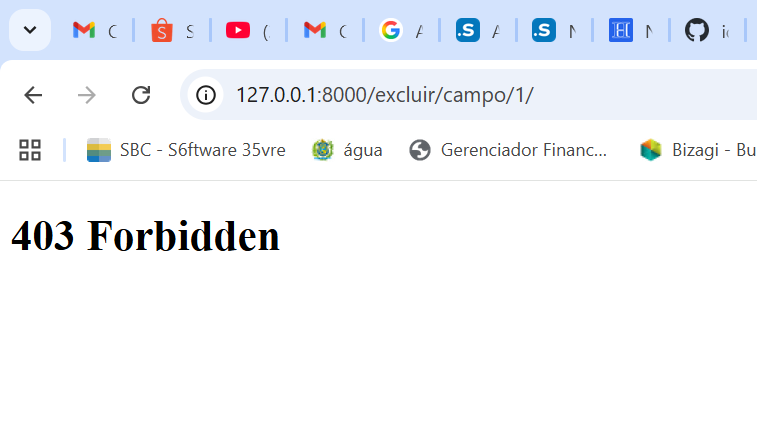 127.0.0.1:8000/excluir/campo/1/
SBC - S6ftware 35vre água Gerenciador Financ... Bizagi - Bu
403 Forbidden